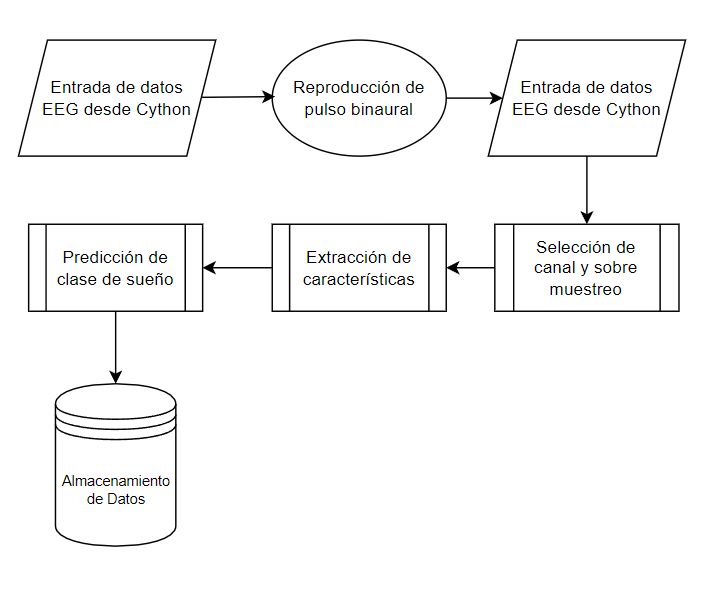 Entrada de datos
EEG desde Cython
Reproducción de
pulso binaural
Entrada de datos
EEG desde Cython
Selección de
canal y sobre
muestreo
Extracción de
características
Predicción de
clase de sueño
Almacenamiento
de Datos